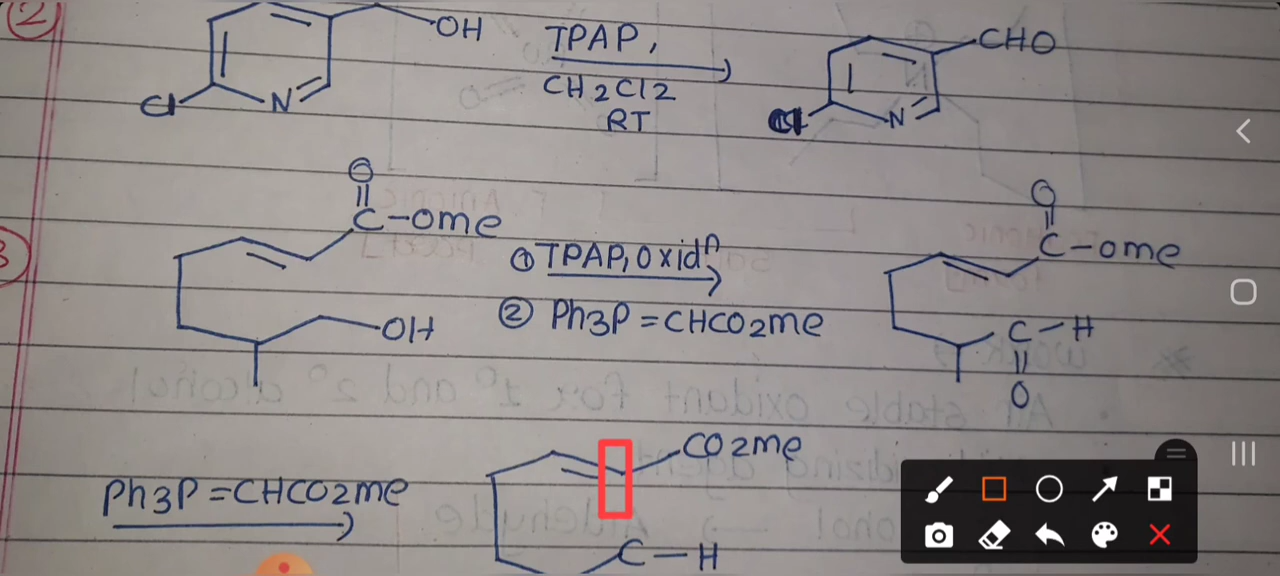 2
OH
TPAP,
CH2Cl2
RT
Cl
N
CHO
Cl
N
O
C-OMe
OH
① TPAP, Oxidⁿ
② Ph3P=CHCO2Me
O
C-OMe
C-H
O
3
Ph3P=CHCO2Me
CO2Me
C-H